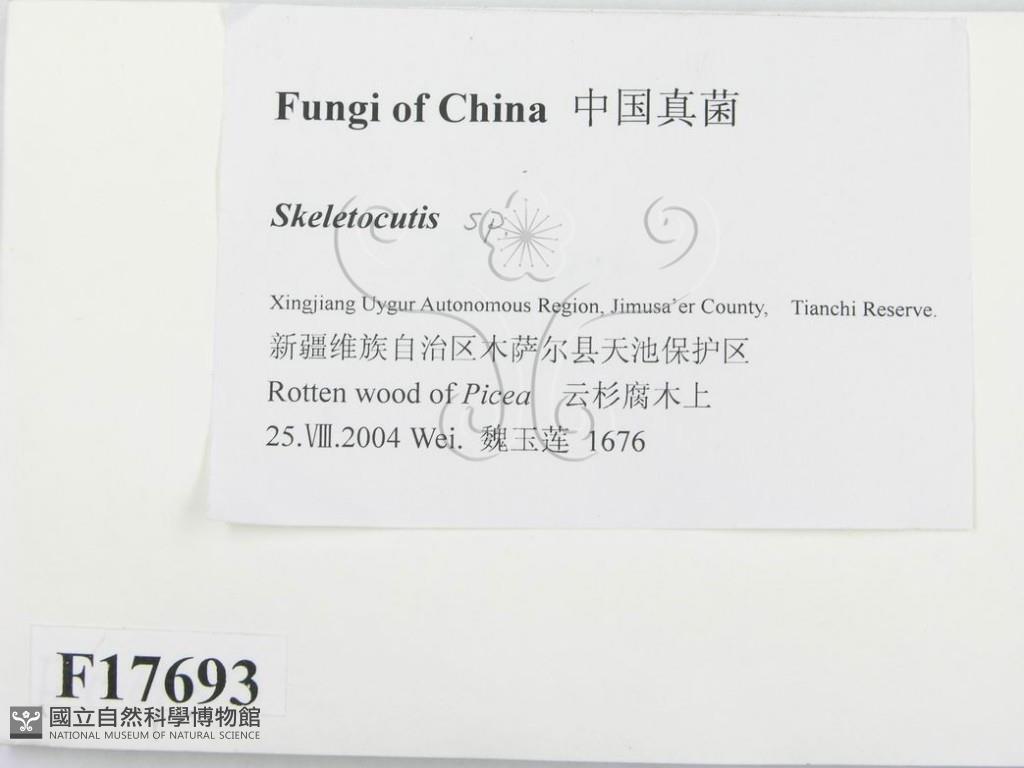 Fungi of China 中国真菌
Skeletocutis sp.
Xingjiang Uygur Autonomous Region, Jimusa'er County, Tianchi Reserve.
新疆维族自治区木萨尔县天池保护区
Rotten wood of Picea 云杉腐木上
25.Ⅷ.2004 Wei. 魏玉莲 1676
F17693
國立自然科學博物館
NATIONAL MUSEUM OF NATURAL SCIENCE